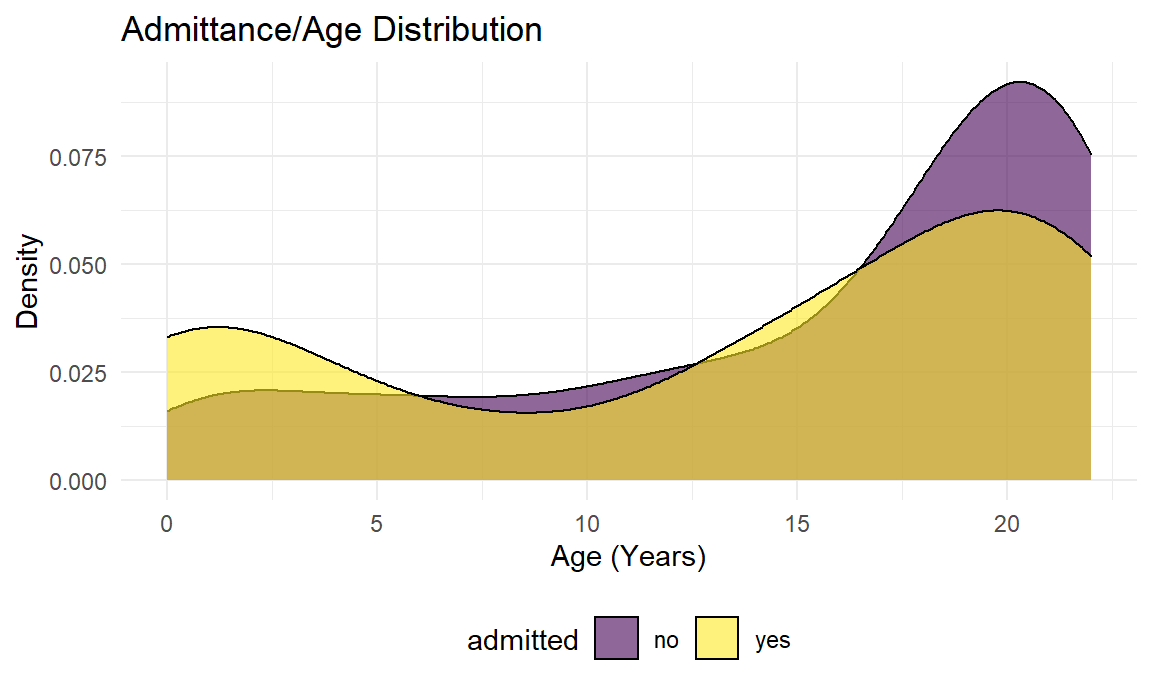 Admittance/Age Distribution
Density
0.075
0.050
0.025
0.000
0 5 10 15 20
Age (Years)
admitted no yes